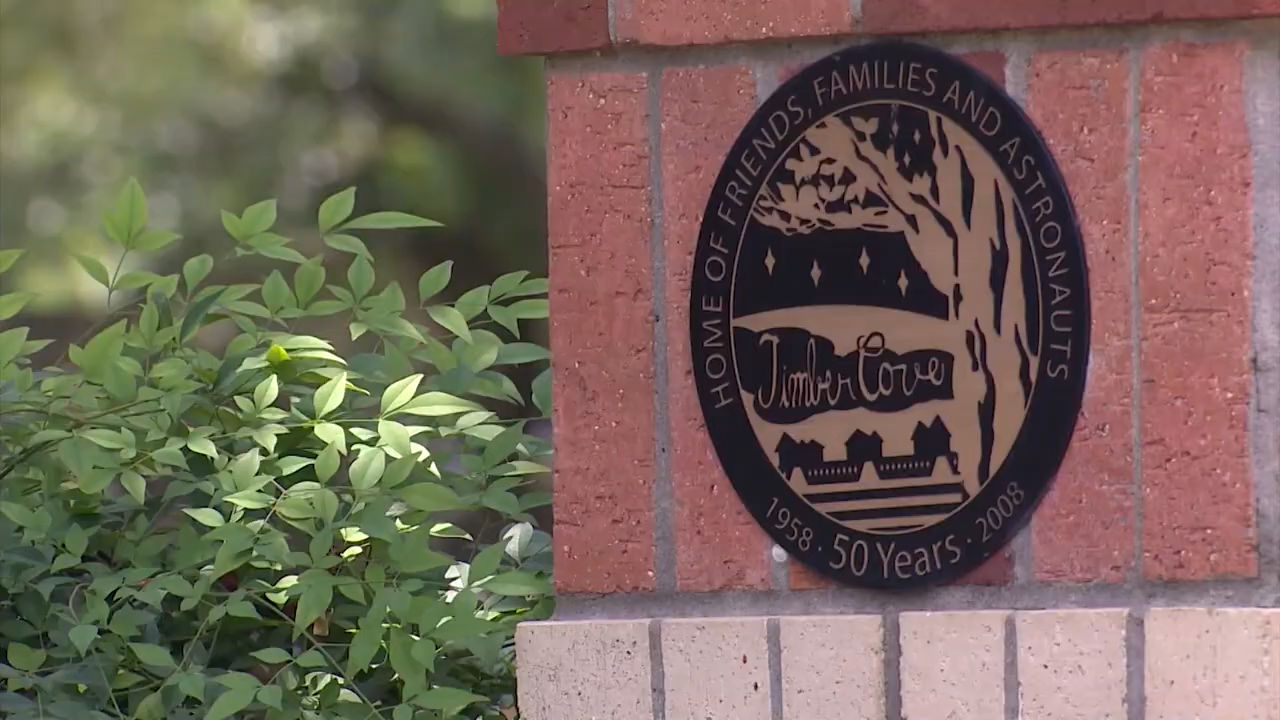 HOME OF FRIENDS, FAMILIES AND ASTRONAUTS
Timber Cove
1958 · 50 Years · 2008